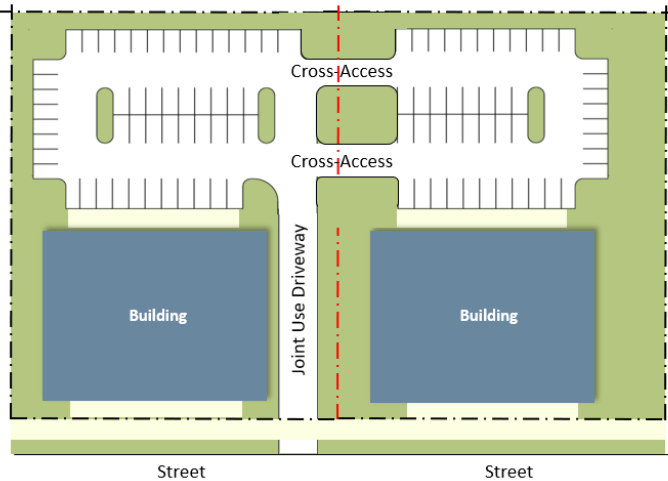 Cross-Access
Cross-Access
Joint Use Driveway
Building
Building
Street
Street